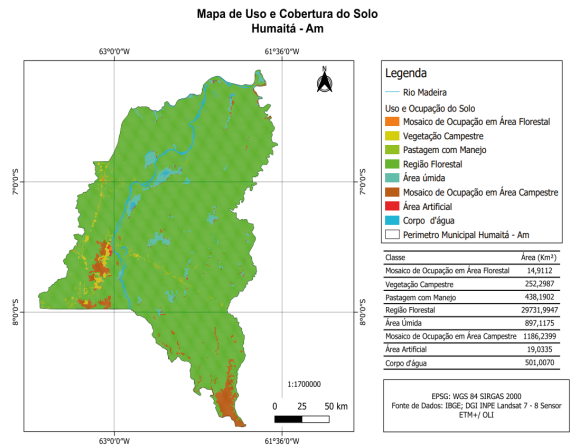 Mapa de Uso e Cobertura do Solo
Humaitá - Am
63°0'0"W
61°36'0"W
N
7°0'0"S
7°0'0"S
8°0'0"S
8°0'0"S
1:1700000
0 25 50 km
63°0'0"W
61°36'0"W
Legenda
Rio Madeira
Uso e Ocupação do Solo
Mosaico de Ocupação em Área Florestal
Vegetação Campestre
Pastagem com Manejo
Região Florestal
Área úmida
Mosaico de Ocupação em Área Campestre
Área Artificial
Corpo d'água
Perimetro Municipal Humaitá - Am
Classe Área (Km²)
Mosaico de Ocupação em Área Florestal 14,9112
Vegetação Campestre 252,2987
Pastagem com Manejo 438,1902
Região Florestal 29731,9947
Área Úmida 897,1175
Mosaico de Ocupação em Área Campestre 1186,2399
Área Artificial 19,0335
Corpo d'água 501,0070
EPSG: WGS 84 SIRGAS 2000
Fonte de Dados: IBGE; DGI INPE Landsat 7 - 8 Sensor
ETM+/ OLI